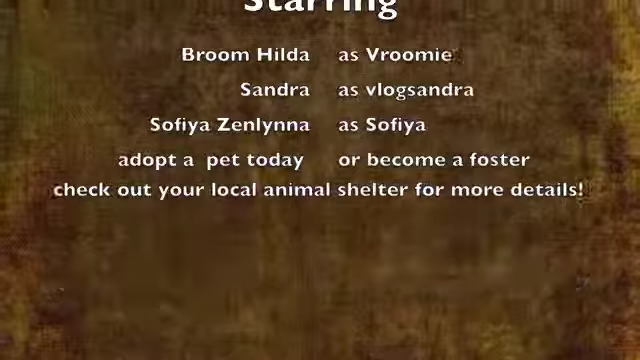 Starring
Broom Hilda as Vroomie
Sandra as vlogsandra
Sofiya Zenlynna as Sofiya
adopt a pet today or become a foster
check out your local animal shelter for more details!